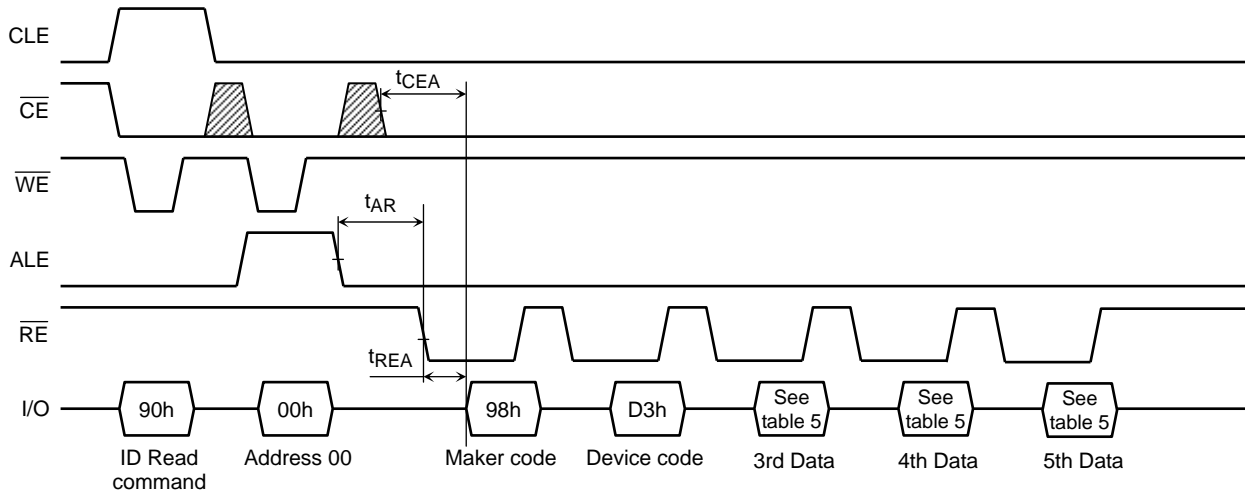 CLE
tCEA
CE
WE
tAR
ALE
RE
tREA
I/O
90h
00h
98h
D3h
See
table 5
See
table 5
See
table 5
ID Read
command
Address 00
Maker code
Device code
3rd Data
4th Data
5th Data